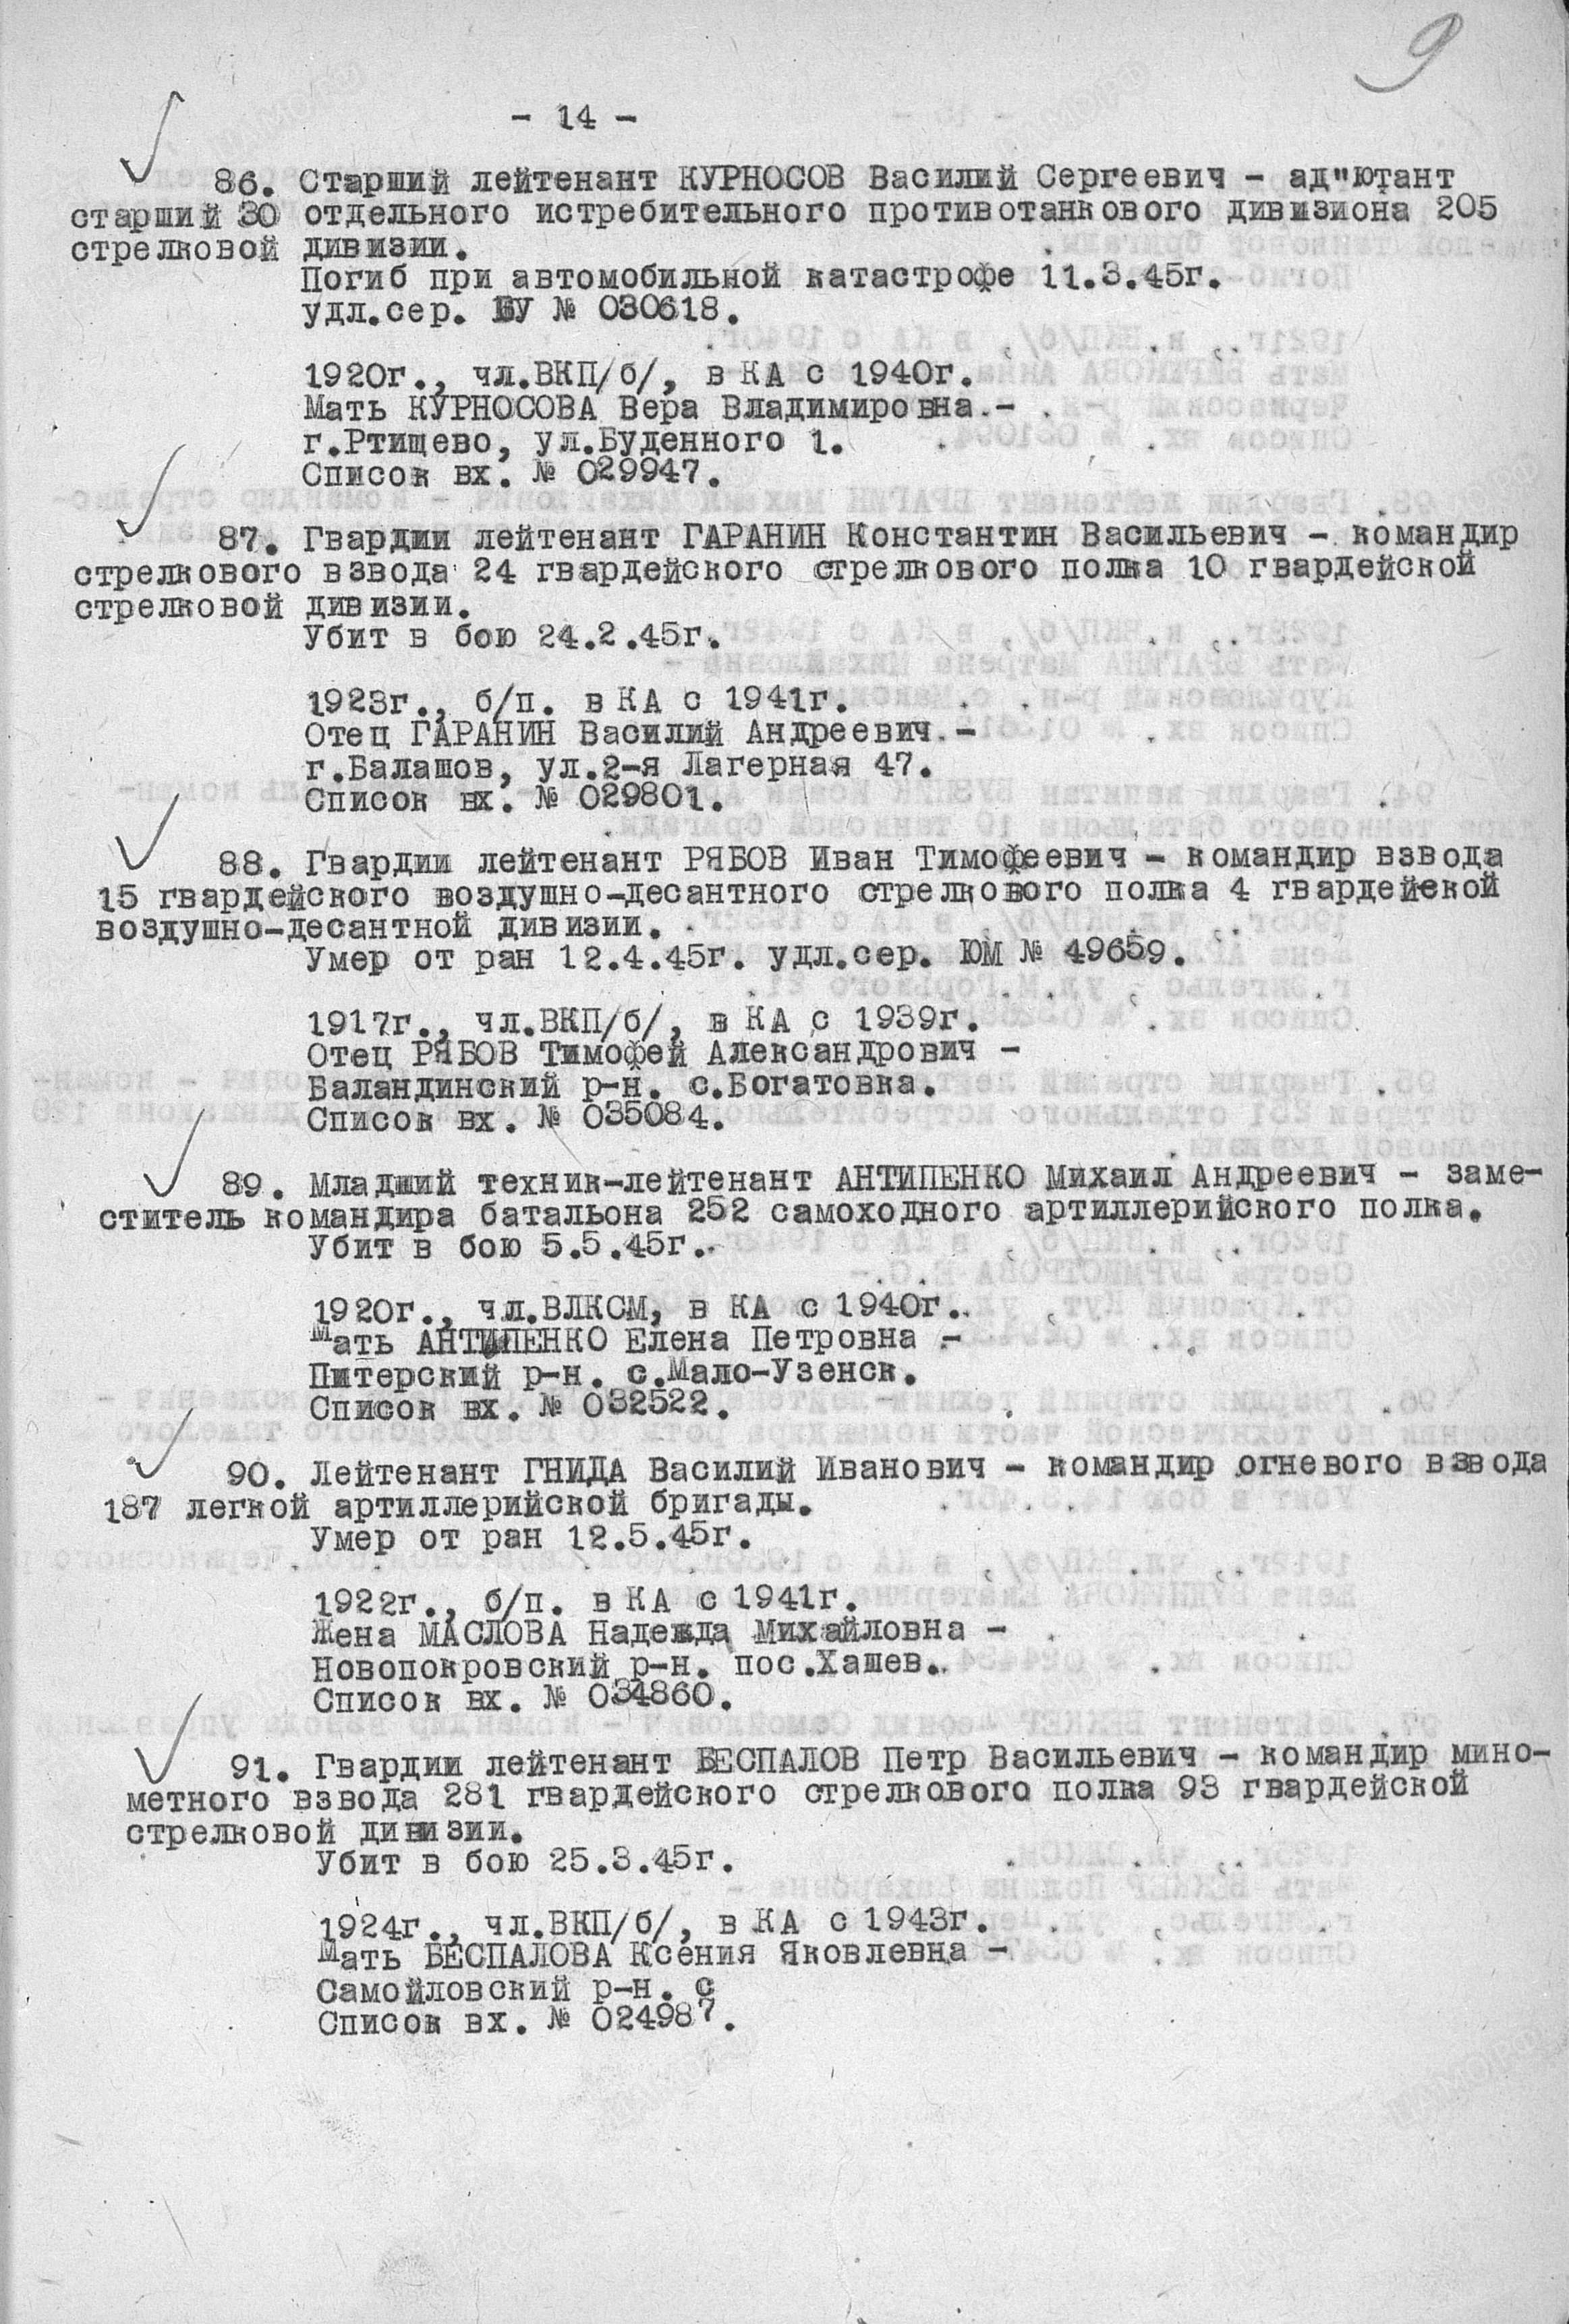 9
- 14 -
86. Старший лейтенант КУРНОСОВ Василий Сергеевич - ад"ютант
старший 30 отдельного истребительного противотанкового дивизиона 205
стрелковой дивизии.
Погиб при автомобильной катастрофе 11.3.45г.
удл.сер. БУ № 030618.
1920г., чл.ВКП/б/, в КА с 1940г.
Мать КУРНОСОВА Вера Владимировна.-
г.Ртищево, ул.Буденного 1.
Список вх. № 029947.
87. Гвардии лейтенант ГАРАНИН Константин Васильевич - командир
стрелкового взвода 24 гвардейского стрелкового полка 10 гвардейской
стрелковой дивизии.
Убит в бою 24.2.45г.
1923г., б/п. в КА с 1941г.
Отец ГАРАНИН Василий Андреевич.-
г.Балашов, ул.2-я Лагерная 47.
Список вх. № 029801.
88. Гвардии лейтенант РЯБОВ Иван Тимофеевич - командир взвода
15 гвардейского воздушно-десантного стрелкового полка 4 гвардейской
воздушно-десантной дивизии.
Умер от ран 12.4.45г. удл.сер. ЮМ № 49659.
1917г., чл.ВКП/б/, в КА с 1939г.
Отец РЯБОВ Тимофей Александрович -
Баландинский р-н. с.Богатовка.
Список вх. № 035084.
89. Младший техник-лейтенант АНТИПЕНКО Михаил Андреевич - заме-
ститель командира батальона 252 самоходного артиллерийского полка.
Убит в бою 5.5.45г.
1920г., чл.ВЛКСМ, в КА с 1940г.
Мать АНТИПЕНКО Елена Петровна -
Питерский р-н. с.Мало-Узенск.
Список вх. № 032522.
90. Лейтенант ГНИДА Василий Иванович - командир огневого взвода
187 легкой артиллерийской бригады.
Умер от ран 12.5.45г.
1922г., б/п. в КА с 1941г.
Жена МАСЛОВА Надежда Михайловна -
Новопокровский р-н. пос.Хашев.
Список вх. № 034860.
91. Гвардии лейтенант БЕСПАЛОВ Петр Васильевич - командир мино-
метного взвода 281 гвардейского стрелкового полка 93 гвардейской
стрелковой дивизии.
Убит в бою 25.3.45г.
1924г., чл.ВКП/б/, в КА с 1943г.
Мать БЕСПАЛОВА Ксения Яковлевна -
Самойловский р-н. с
Список вх. № 024987.